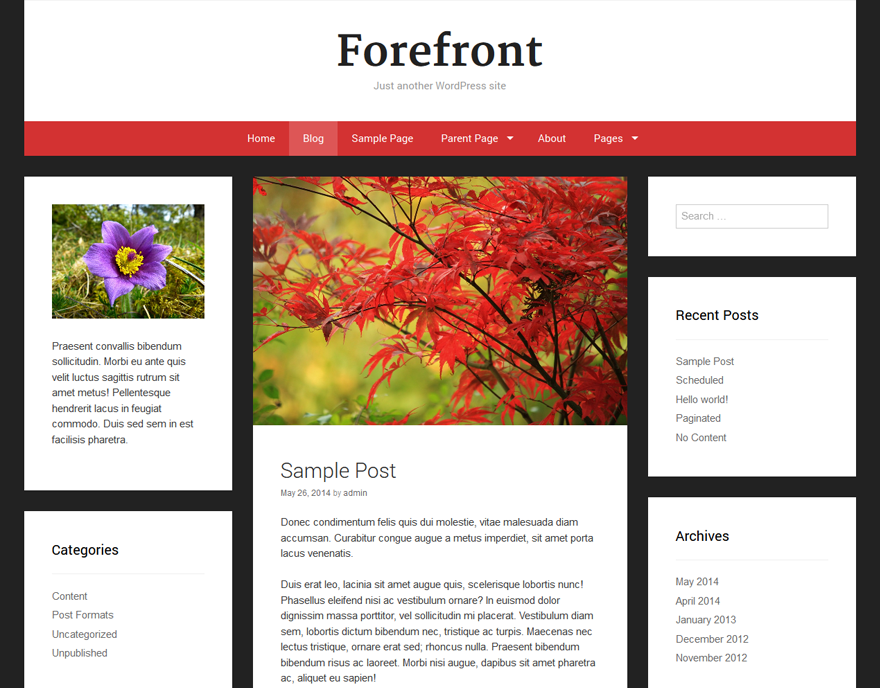 Forefront
Just another WordPress site
Home Blog Sample Page Parent Page About Pages
Praesent convallis bibendum
sollicitudin. Morbi eu ante quis
velit luctus sagittis rutrum sit
amet metus! Pellentesque
hendrerit lacus in feugiat
commodo. Duis sed sem in est
facilisis pharetra.
Categories
Content
Post Formats
Uncategorized
Unpublished
Sample Post
May 26, 2014 by admin
Donec condimentum felis quis dui molestie, vitae malesuada diam
accumsan. Curabitur congue augue a metus imperdiet, sit amet porta
lacus venenatis.
Duis erat leo, lacinia sit amet augue quis, scelerisque lobortis nunc!
Phasellus eleifend nisi ac vestibulum ornare? In euismod dolor
dignissim massa porttitor, vel sollicitudin mi placerat. Vestibulum diam
sem, lobortis dictum bibendum nec, tristique ac turpis. Maecenas nec
lectus tristique, ornare erat sed; rhoncus nulla. Praesent bibendum
bibendum risus ac laoreet. Morbi nisi augue, dapibus sit amet pharetra
ac, aliquet eu sapien!
Search …
Recent Posts
Sample Post
Scheduled
Hello world!
Paginated
No Content
Archives
May 2014
April 2014
January 2013
December 2012
November 2012